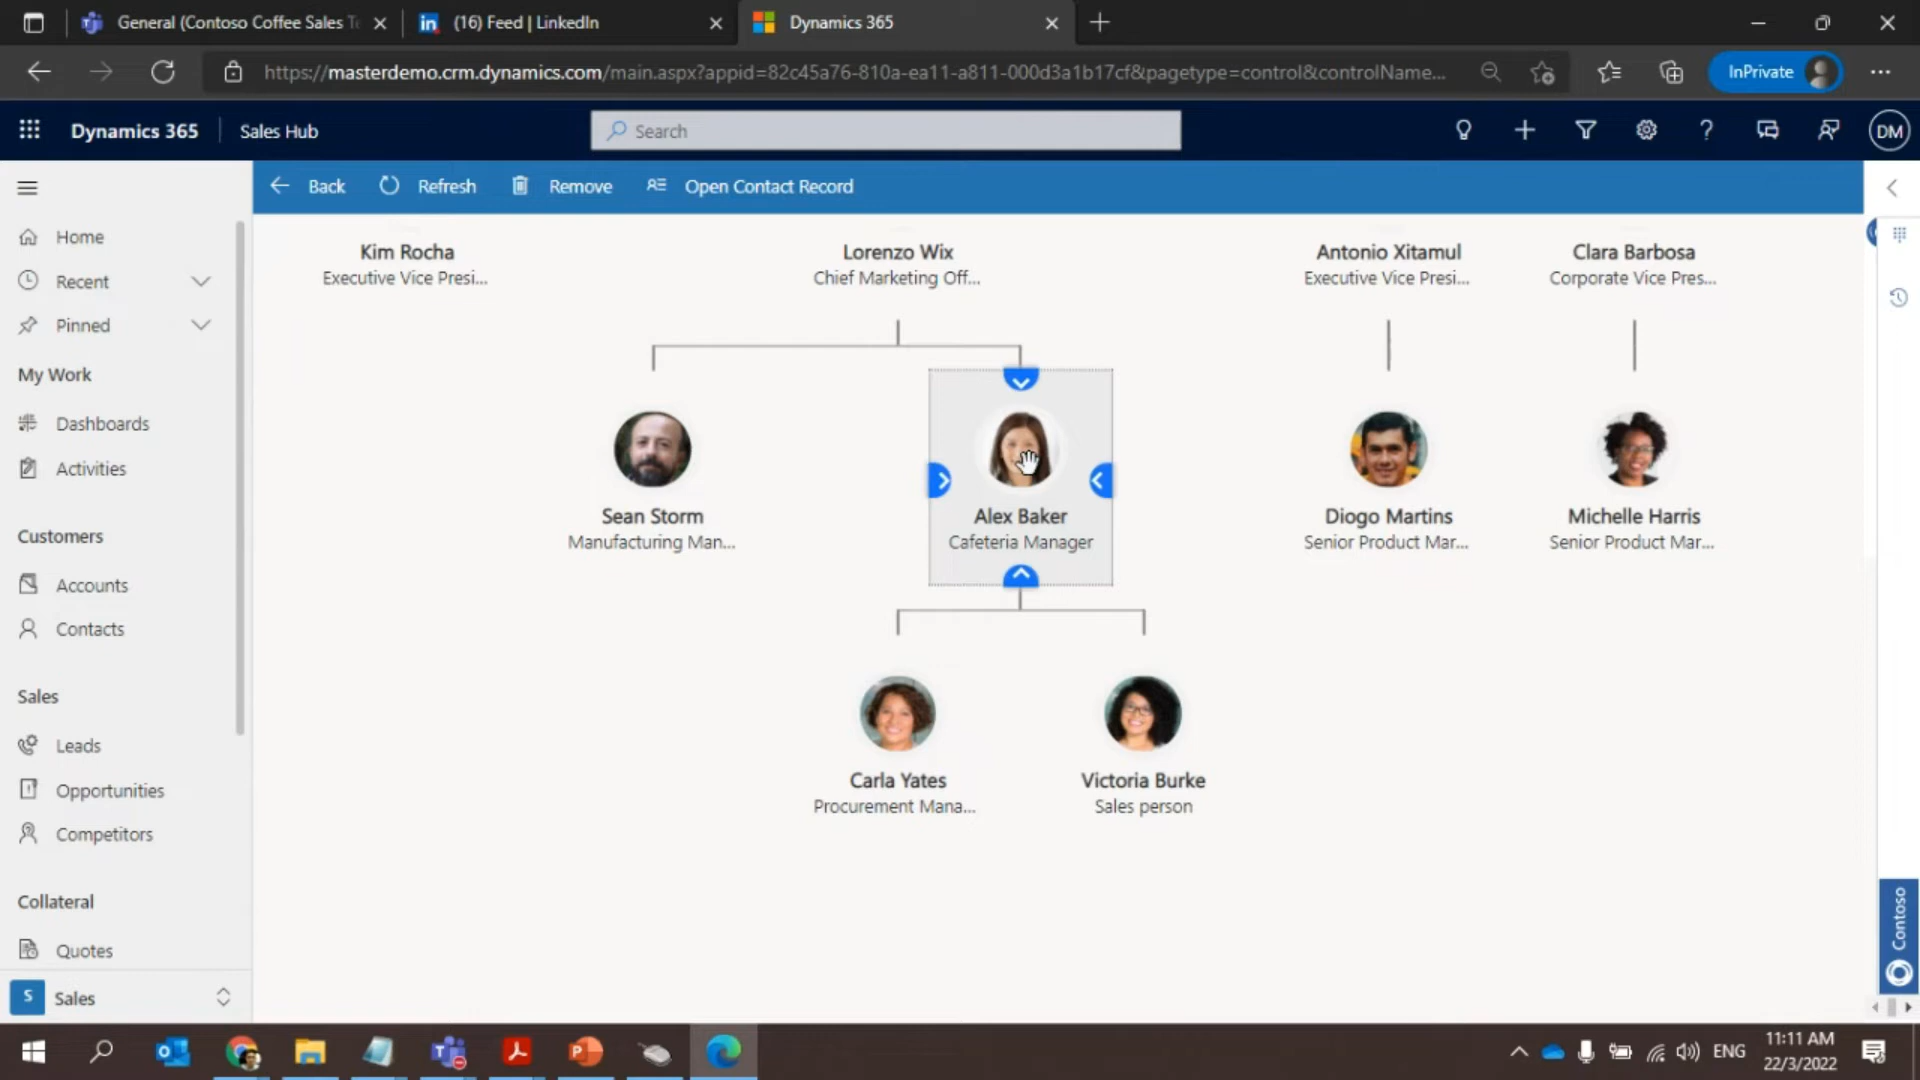 General (Contoso Coffee Sales Te
(16) Feed | LinkedIn
Dynamics 365
https://masterdemo.crm.dynamics.com/main.aspx?appid=82c45a76-810a-ea11-a811-000d3a1b17cf&pagetype=control&controlName...
InPrivate
Dynamics 365
Sales Hub
Search
DM
Back
Refresh
Remove
Open Contact Record
Home
Recent
Pinned
My Work
Dashboards
Activities
Customers
Accounts
Contacts
Sales
Leads
Opportunities
Competitors
Collateral
Quotes
S Sales
Kim Rocha
Executive Vice Presi...
Lorenzo Wix
Chief Marketing Off...
Antonio Xitamul
Executive Vice Presi...
Clara Barbosa
Corporate Vice Pres...
Sean Storm
Manufacturing Man...
Alex Baker
Cafeteria Manager
Diogo Martins
Senior Product Mar...
Michelle Harris
Senior Product Mar...
Carla Yates
Procurement Mana...
Victoria Burke
Sales person
Contoso
ENG
11:11 AM
22/3/2022